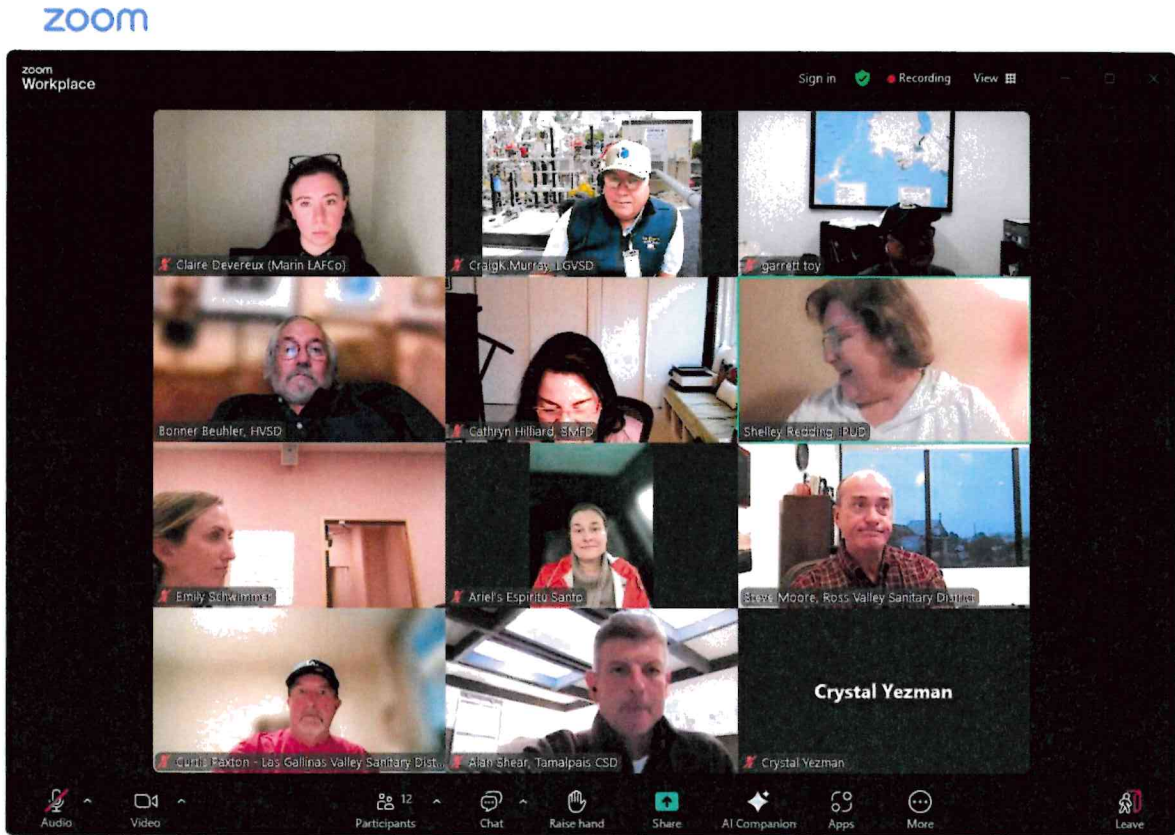 zoom
zoom
Workplace
Sign in
Recording
View
Claire Devereux (Marin LAFCo)
CraigK.Murray, LGVSD
garrett toy
Bonner Beuhler, HVSD
Cathryn Hilliard, BMFD
Shelley Redding IPUD
Emily Schwimmer
Ariel's Espiritu Santo
Steve Moore, Ross Valley Sanitary District
Crystal Yezman
Curtis Paxton - Las Gallinas Valley Sanitary Dist...
Alan Shear, Tamalpais CSD
Crystal Yezman
Audio
Video
Participants
12
Chat
Raise hand
Share
AI Companion
Apps
More
Leave